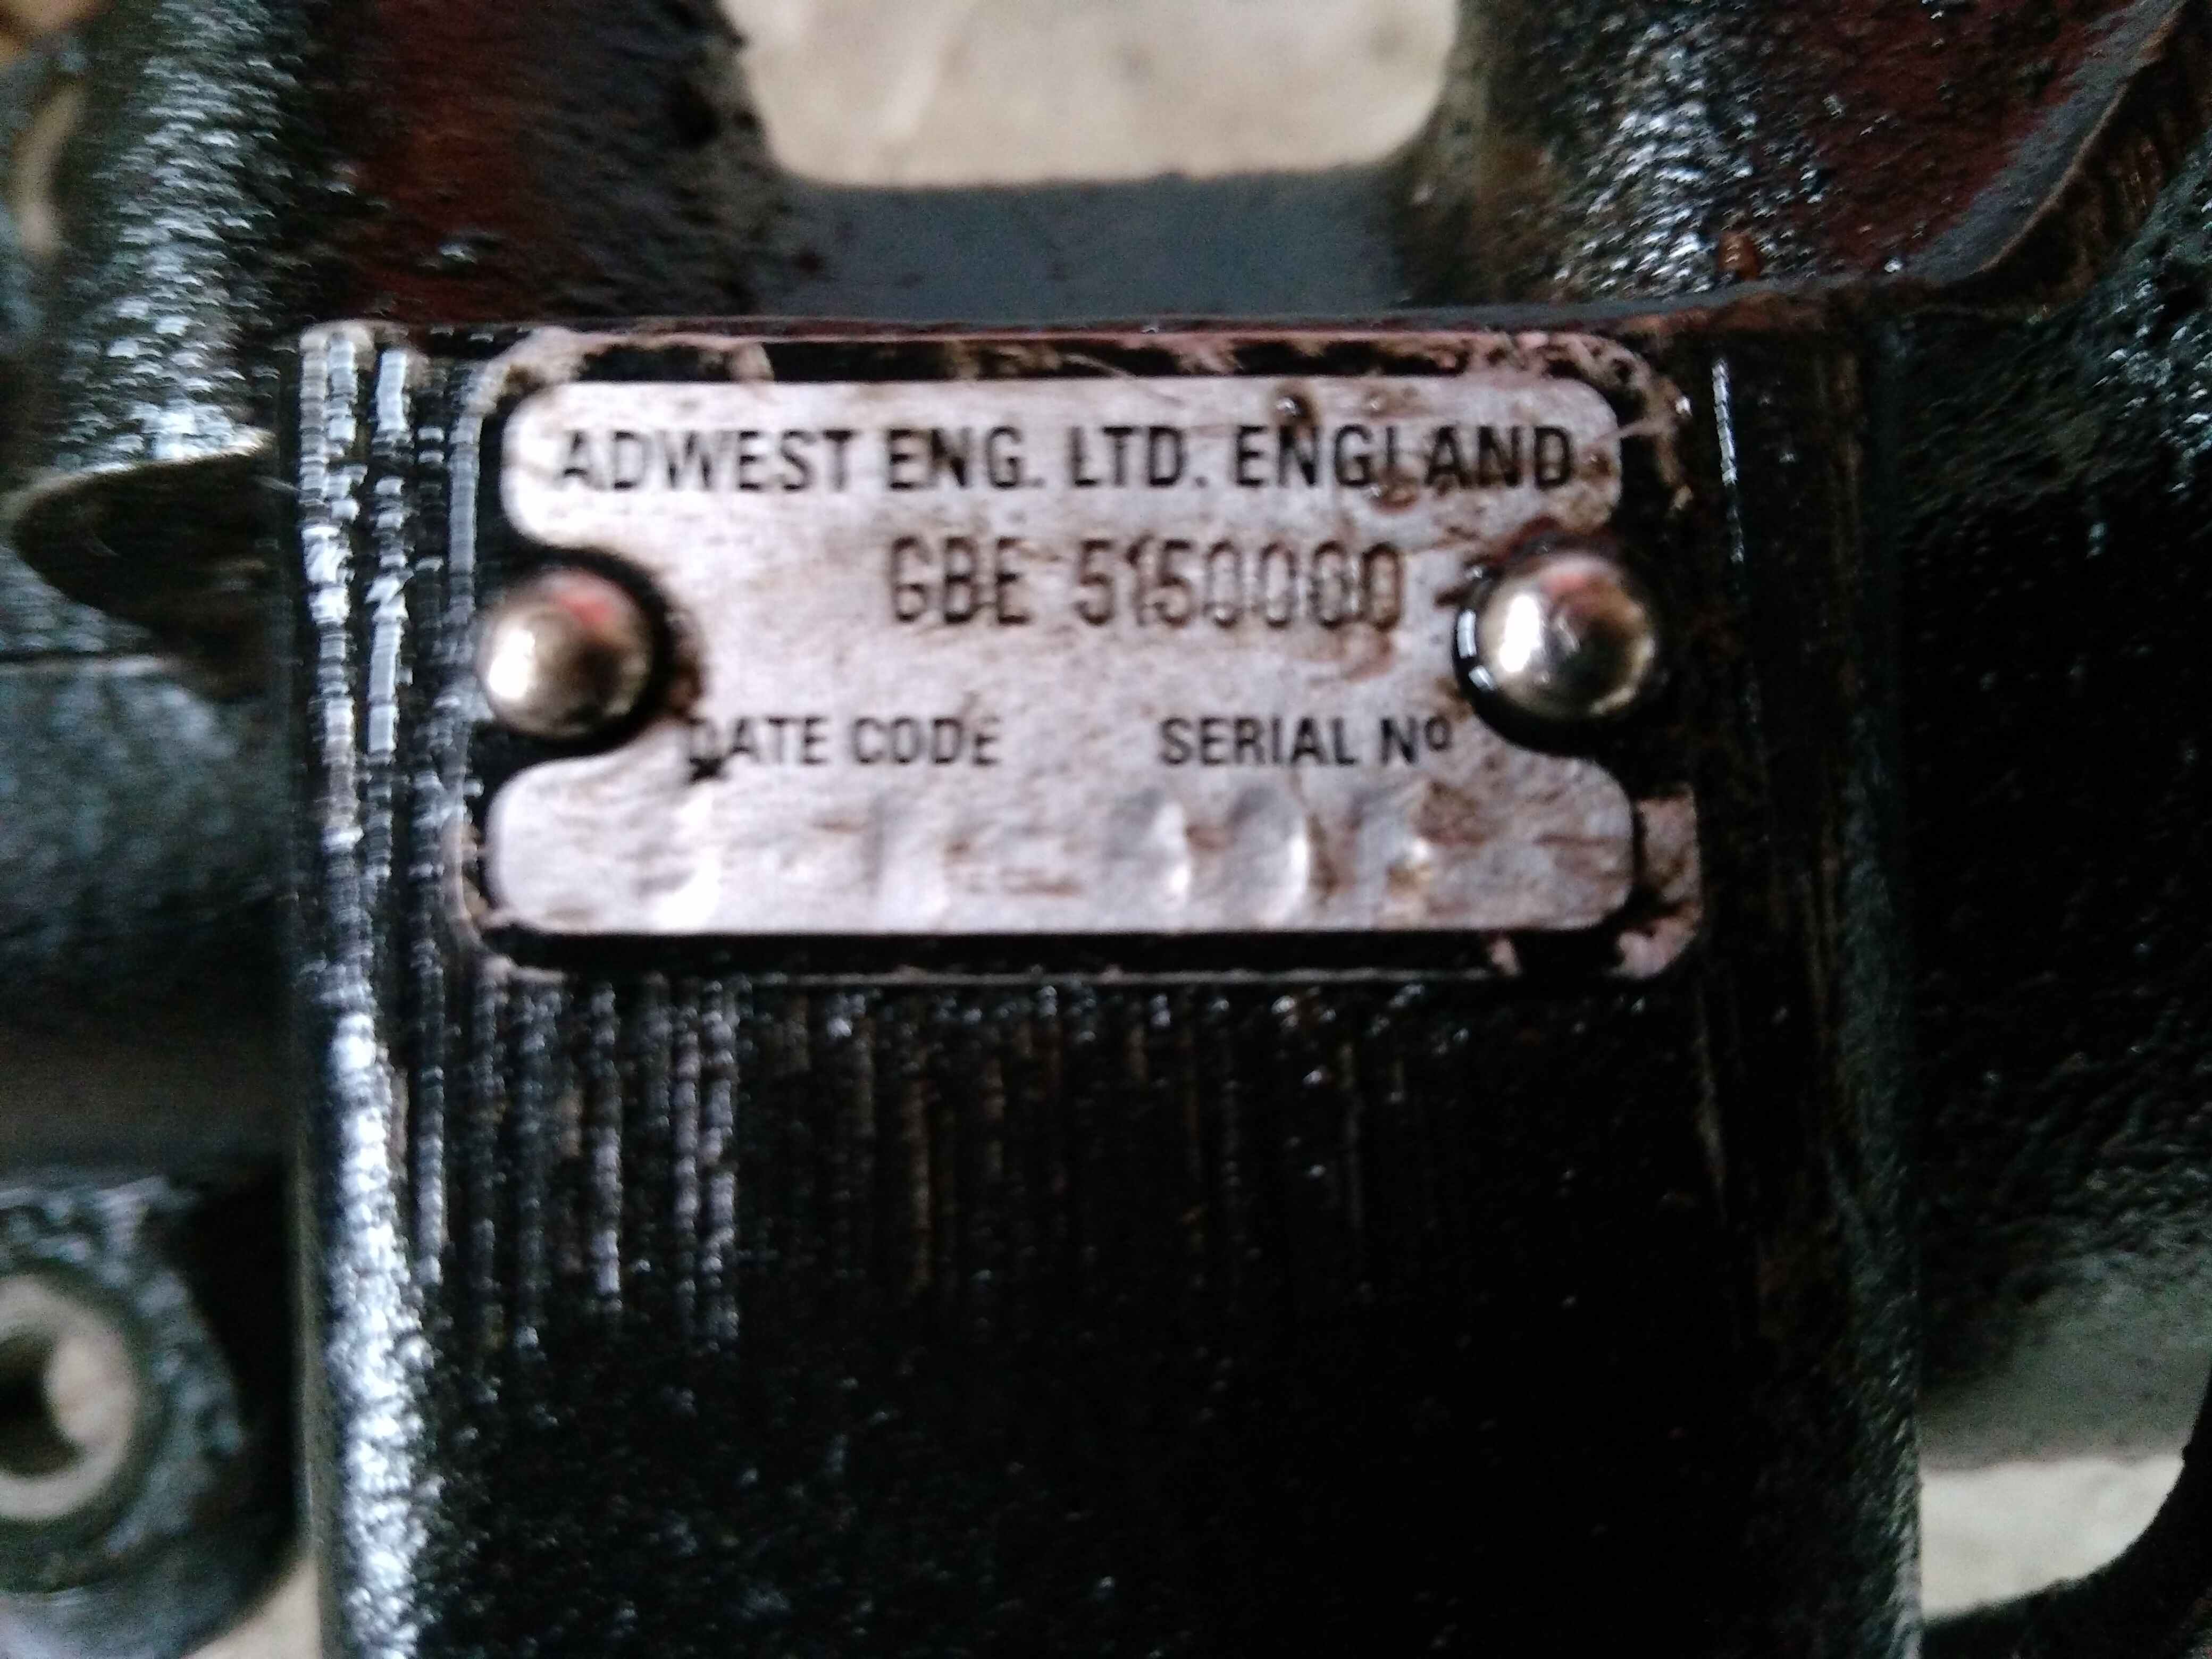 ADWEST ENG. LTD. ENGLAND
GBE 5150000
DATE CODE SERIAL Nº